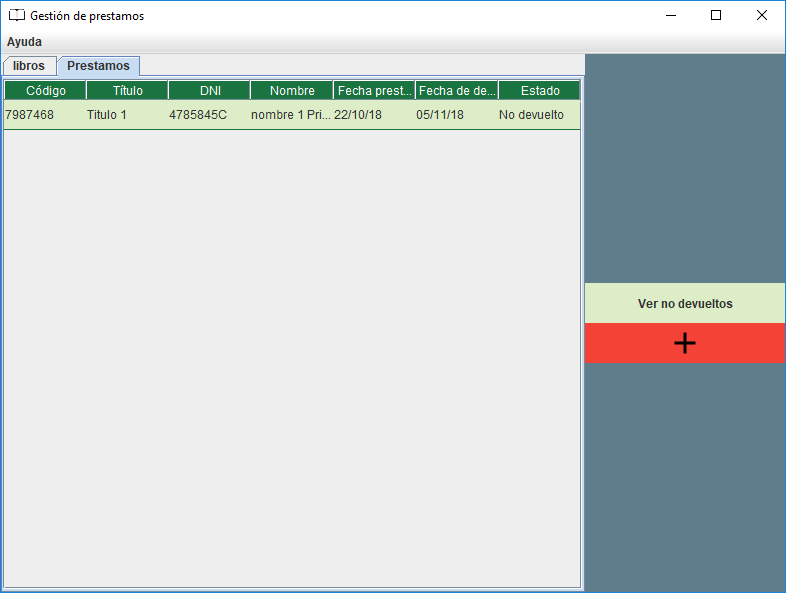 Gestión de prestamos
Ayuda
libros Prestamos
Código Título DNI Nombre Fecha prest... Fecha de de... Estado
7987468 Titulo 1 4785845C nombre 1 Pri... 22/10/18 05/11/18 No devuelto
Ver no devueltos
+